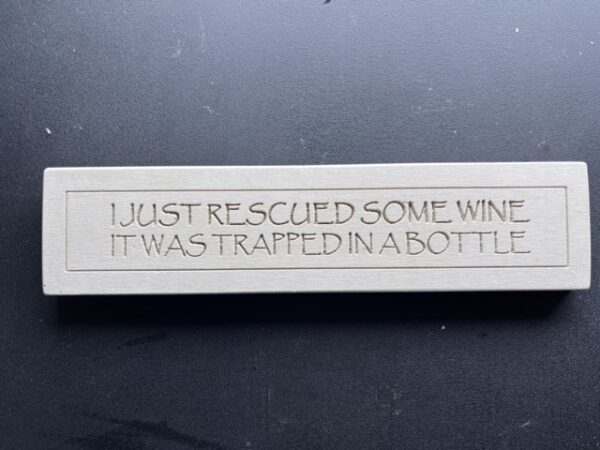 I JUST RESCUED SOME WINE
IT WAS TRAPPED IN A BOTTLE